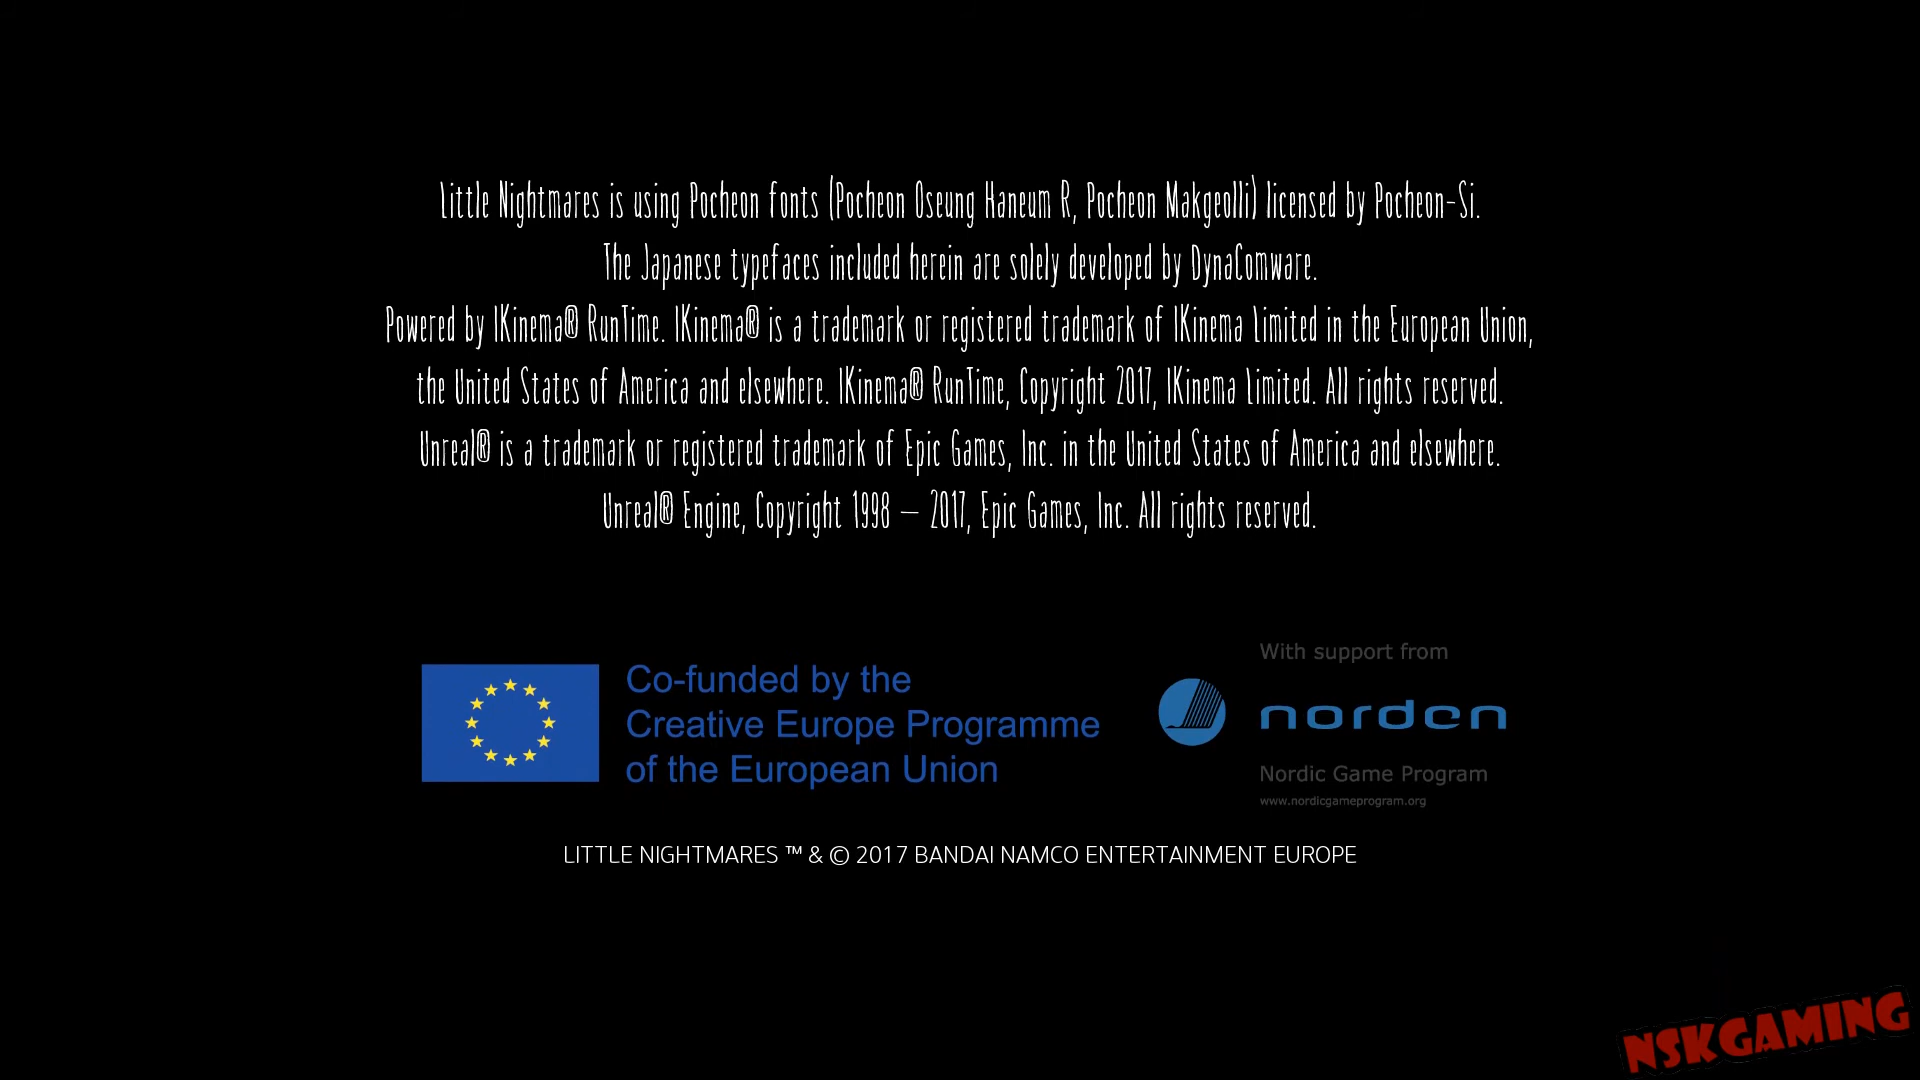 Little Nightmares is using Pocheon fonts (Pocheon Oseung Haneum R, Pocheon Makgeolli) licensed by Pocheon-Si.
The Japanese typefaces included herein are solely developed by DynaComware.
Powered by IKinema® RunTime. IKinema® is a trademark or registered trademark of IKinema Limited in the European Union,
the United States of America and elsewhere. IKinema® RunTime, Copyright 2017, IKinema Limited. All rights reserved.
Unreal® is a trademark or registered trademark of Epic Games, Inc. in the United States of America and elsewhere.
Unreal® Engine, Copyright 1998 – 2017, Epic Games, Inc. All rights reserved.
Co-funded by the
Creative Europe Programme
of the European Union
With support from
norden
Nordic Game Program
www.nordicgameprogram.org
LITTLE NIGHTMARES ™ & © 2017 BANDAI NAMCO ENTERTAINMENT EUROPE
NSKGAMING